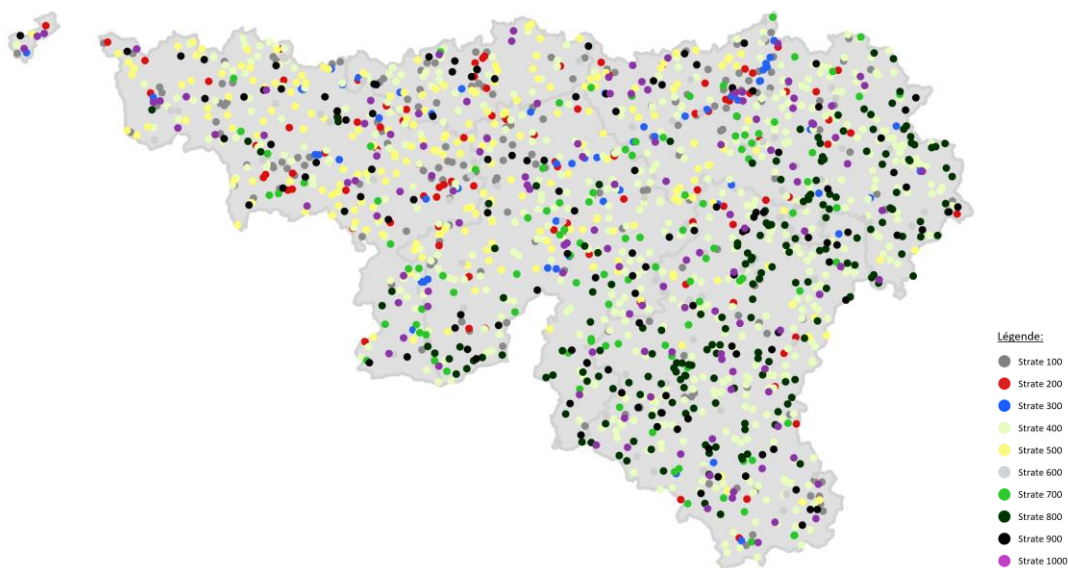 Légende:
Strate 100
Strate 200
Strate 300
Strate 400
Strate 500
Strate 600
Strate 700
Strate 800
Strate 900
Strate 1000